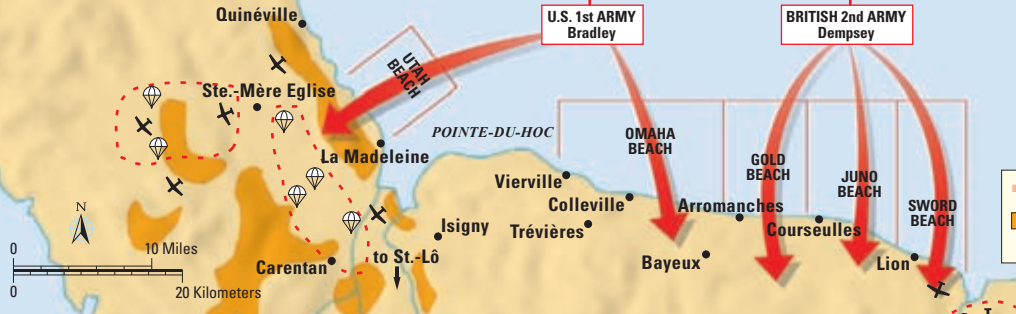 Quinéville
U.S. 1st ARMY
Bradley
BRITISH 2nd ARMY
Dempsey
UTAH
BEACH
Ste.-Mère Eglise
POINTE-DU-HOC
OMAHA
BEACH
La Madeleine
GOLD
BEACH
JUNO
BEACH
SWORD
BEACH
Vierville
Colleville
Arromanches
Courseulles
Trévières
Isigny
N
0
10 Miles
0
20 Kilometers
Carentan
to St.-Lô
Bayeux
Lion